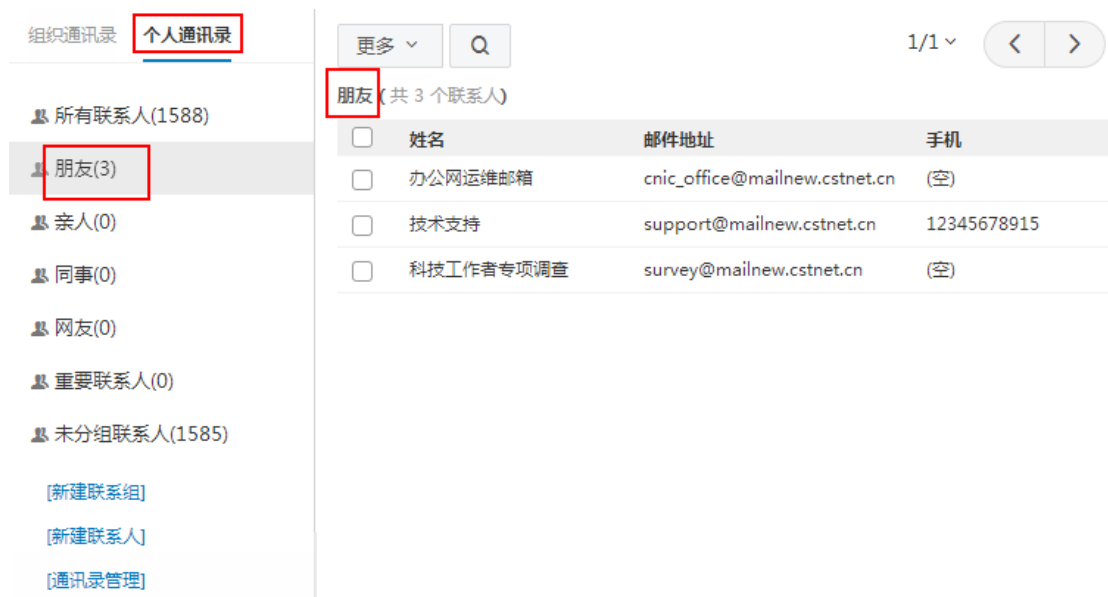 组织通讯录 个人通讯录
所有联系人(1588)
朋友(3)
亲人(0)
同事(0)
网友(0)
重要联系人(0)
未分组联系人(1585)
[新建联系组]
[新建联系人]
[通讯录管理]
更多 1/1
朋友 (共 3 个联系人)
姓名 邮件地址 手机
办公网运维邮箱 cnic_office@mailnew.cstnet.cn (空)
技术支持 support@mailnew.cstnet.cn 12345678915
科技工作者专项调查 survey@mailnew.cstnet.cn (空)